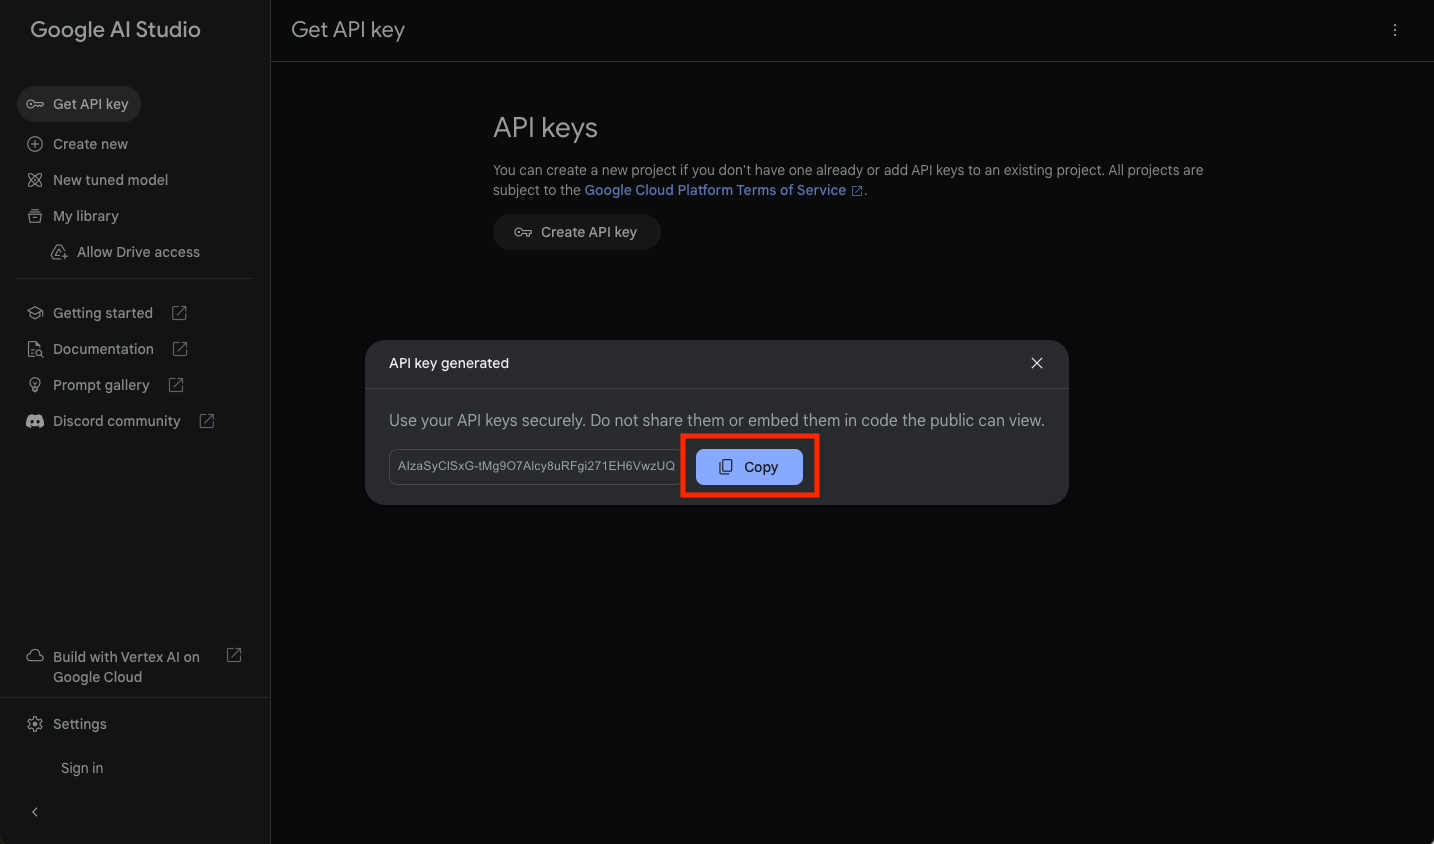 Google AI Studio
Get API key
Get API key
Create new
New tuned model
My library
Allow Drive access
Getting started
Documentation
Prompt gallery
Discord community
Build with Vertex AI on
Google Cloud
Settings
Sign in
API keys
You can create a new project if you don't have one already or add API keys to an existing project. All projects are
subject to the Google Cloud Platform Terms of Service .
Create API key
API key generated
Use your API keys securely. Do not share them or embed them in code the public can view.
Copy